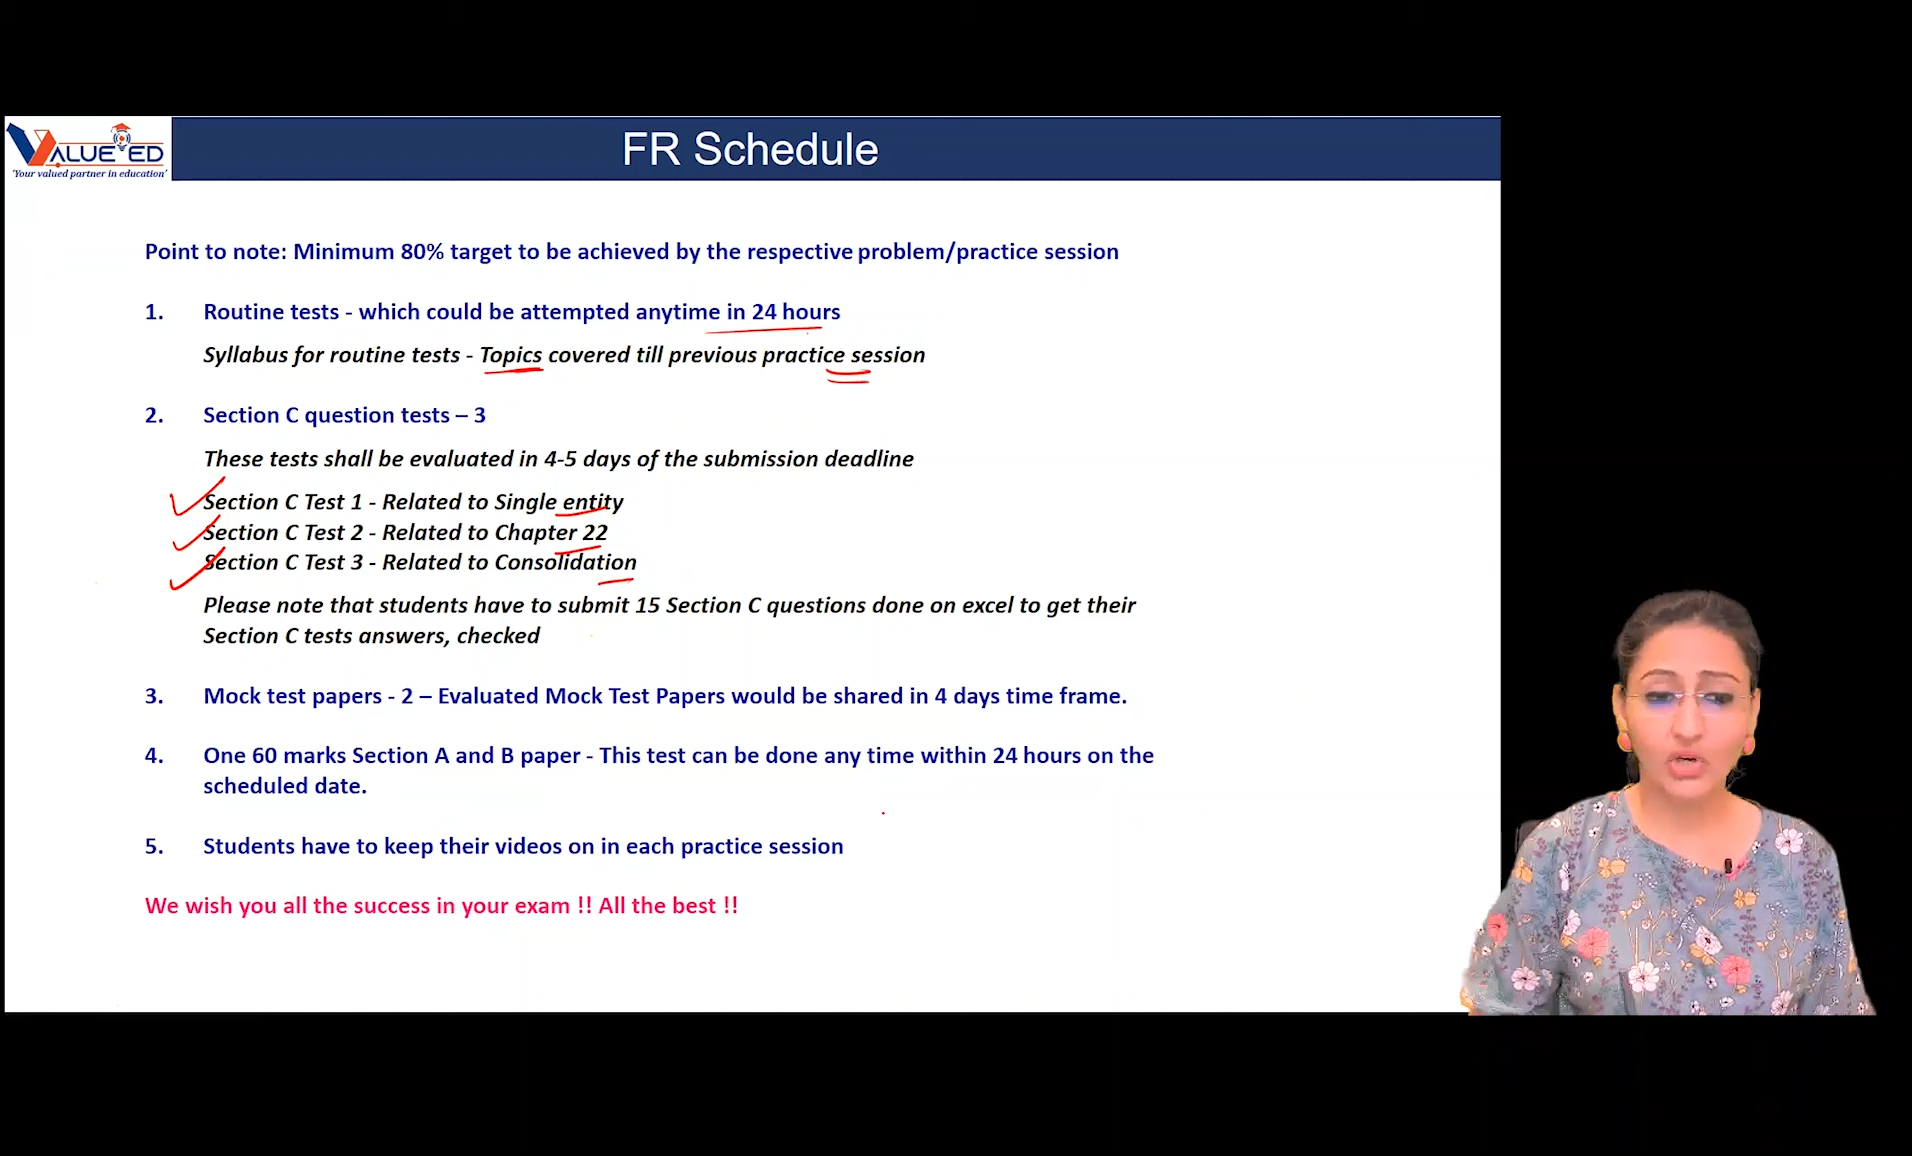 VALUE ED
'Your valued partner in education'
FR Schedule
Point to note: Minimum 80% target to be achieved by the respective problem/practice session
1. Routine tests - which could be attempted anytime in 24 hours
Syllabus for routine tests - Topics covered till previous practice session
2. Section C question tests – 3
These tests shall be evaluated in 4-5 days of the submission deadline
Section C Test 1 - Related to Single entity
Section C Test 2 - Related to Chapter 22
Section C Test 3 - Related to Consolidation
Please note that students have to submit 15 Section C questions done on excel to get their
Section C tests answers, checked
3. Mock test papers - 2 – Evaluated Mock Test Papers would be shared in 4 days time frame.
4. One 60 marks Section A and B paper - This test can be done any time within 24 hours on the
scheduled date.
5. Students have to keep their videos on in each practice session
We wish you all the success in your exam !! All the best !!